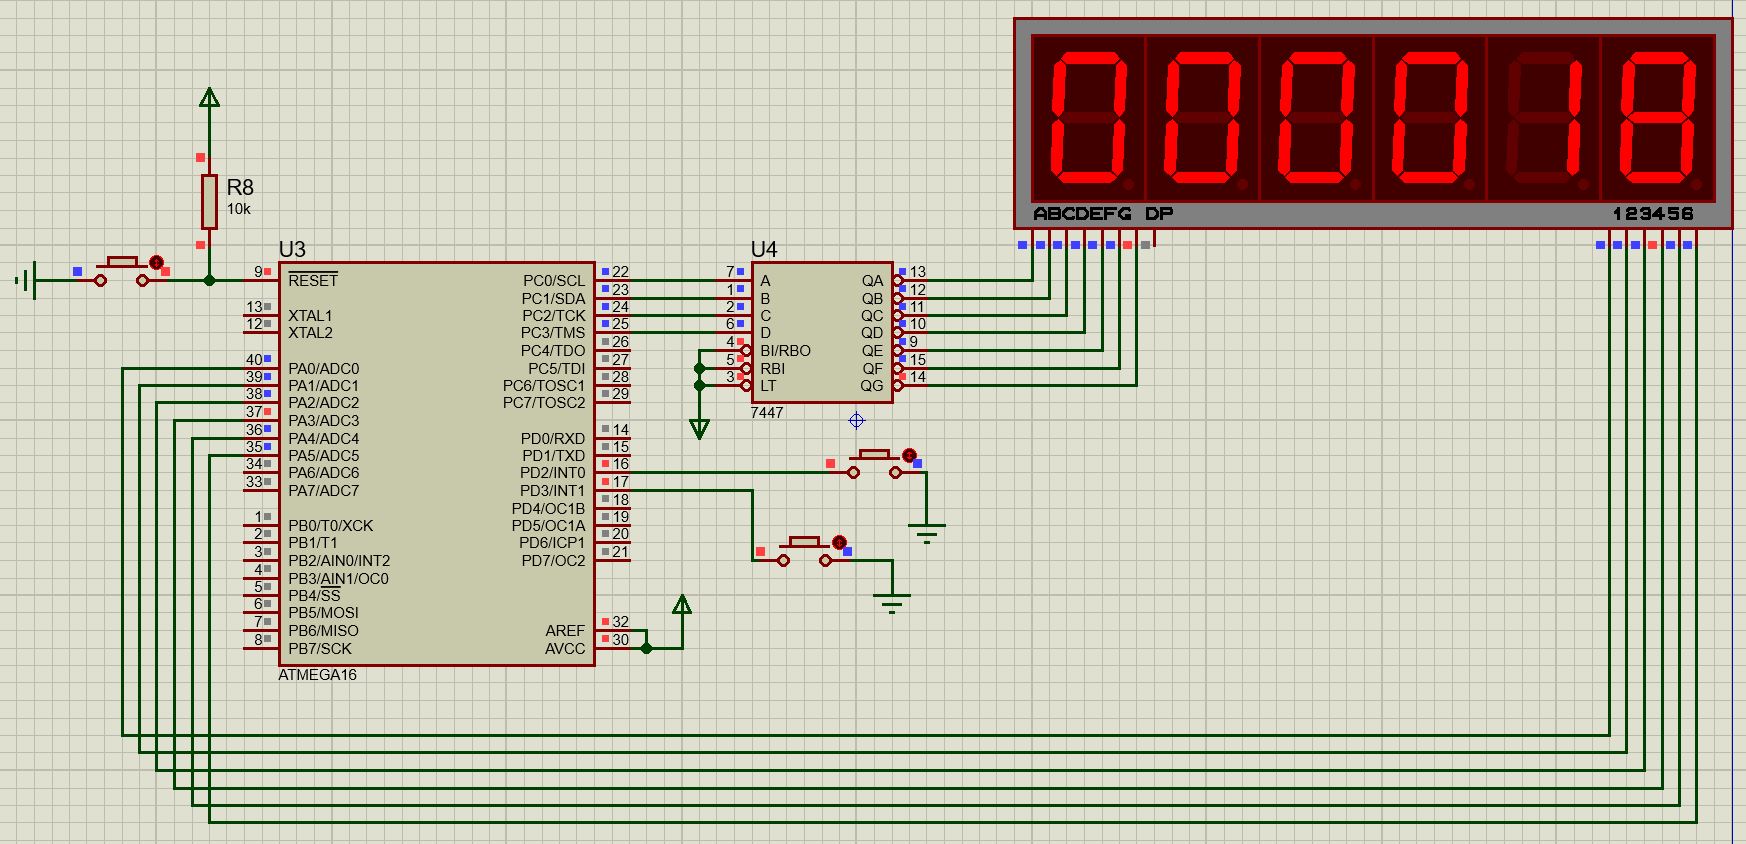 000018
ABCDEFG DP
123456
R8
10k
U3
9 RESET
13 XTAL1
12 XTAL2
40 PA0/ADC0
39 PA1/ADC1
38 PA2/ADC2
37 PA3/ADC3
36 PA4/ADC4
35 PA5/ADC5
34 PA6/ADC6
33 PA7/ADC7
1 PB0/T0/XCK
2 PB1/T1
3 PB2/AIN0/INT2
4 PB3/AIN1/OC0
5 PB4/SS
6 PB5/MOSI
7 PB6/MISO
8 PB7/SCK
PC0/SCL 22
PC1/SDA 23
PC2/TCK 24
PC3/TMS 25
PC4/TDO 26
PC5/TDI 27
PC6/TOSC1 28
PC7/TOSC2 29
PD0/RXD 14
PD1/TXD 15
PD2/INT0 16
PD3/INT1 17
PD4/OC1B 18
PD5/OC1A 19
PD6/ICP1 20
PD7/OC2 21
AREF 32
AVCC 30
ATMEGA16
U4
7 A
1 B
2 C
6 D
4 BI/RBO
5 RBI
3 LT
QA 13
QB 12
QC 11
QD 10
QE 9
QF 15
QG 14
7447